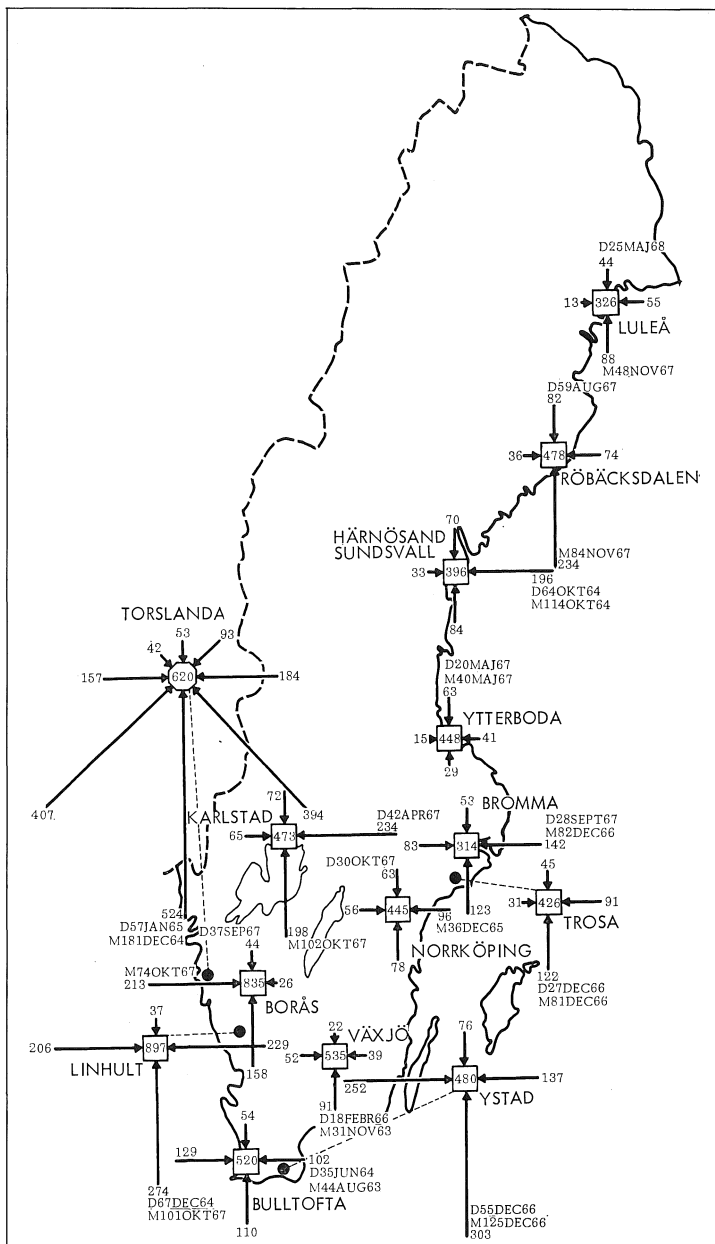 D25MAJ68
44
13 326 55
LULEÅ
88
M48NOV67
D59AUG67
82
36 478 74
RÖBÄCKSDALEN
M84NOV67
234
70
HÄRNÖSAND
SUNDSVALL
33 396
196
D64OKT64
M114OKT64
84
TORSLANDA
53
42 93
157 620 184
407
394
524
D57JAN65
M181DEC64
D20MAJ67
M40MAJ67
63
YTTERBODA
15 448 41
29
72
KARLSTAD
D42APR67
234
65 473
198
M102OKT67
53
BROMMA
D28SEPT67
M82DEC66
142
83 314
123
D30OKT67
63
56 445 96
M36DEC65
NORRKÖPING
78
45
31 426 91
TROSA
122
D27DEC66
M81DEC66
D37SEP67
44
M74OKT67
213 835 26
BORÅS
158
37
206 897 229
LINHULT
274
D67DEC64
M101OKT67
22
VÄXJÖ
52 535 39
91
D18FEBR66
M31NOV63
76
252 480 137
YSTAD
D55DEC66
M125DEC66
303
54
129 520 102
D35JUN64
M44AUG63
BULLTOFTA
110